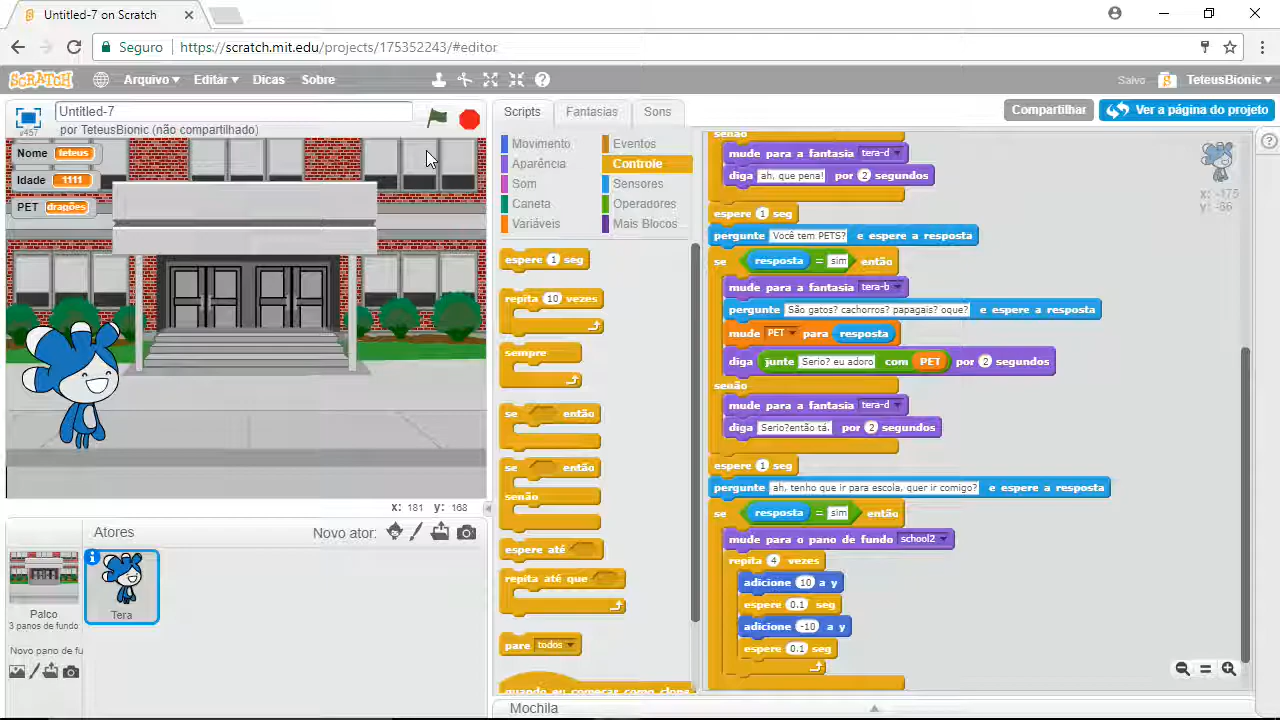 Untitled-7 on Scratch
Seguro
https://scratch.mit.edu/projects/175352243/#editor
SCRATCH
Arquivo
Editar
Dicas
Sobre
Salvo
TeteusBionic
v457
Untitled-7
por TeteusBionic (não compartilhado)
Nome teteus
Idade 1111
PET dragões
x: 181 y: 168
Atores
Novo ator:
Palco
3 panos de fundo
Novo pano de fu
Tera
Scripts
Fantasias
Sons
Compartilhar
Ver a página do projeto
Movimento
Aparência
Som
Caneta
Variáveis
Eventos
Controle
Sensores
Operadores
Mais Blocos
espere 1 seg
repita 10 vezes
sempre
se então
se então
senão
espere até
repita até que
pare todos
quando eu começar como clone
senão
mude para a fantasia tera-d
diga ah, que pena! por 2 segundos
espere 1 seg
pergunte Você tem PETS? e espere a resposta
se resposta = sim então
mude para a fantasia tera-b
pergunte São gatos? cachorros? papagais? oque? e espere a resposta
mude PET para resposta
diga junte Serio? eu adoro com PET por 2 segundos
senão
mude para a fantasia tera-d
diga Serio?então tá. por 2 segundos
espere 1 seg
pergunte ah, tenho que ir para escola, quer ir comigo? e espere a resposta
se resposta = sim então
mude para o pano de fundo school2
repita 4 vezes
adicione 10 a y
espere 0.1 seg
adicione -10 a y
espere 0.1 seg
x: -175
y: -66
Mochila